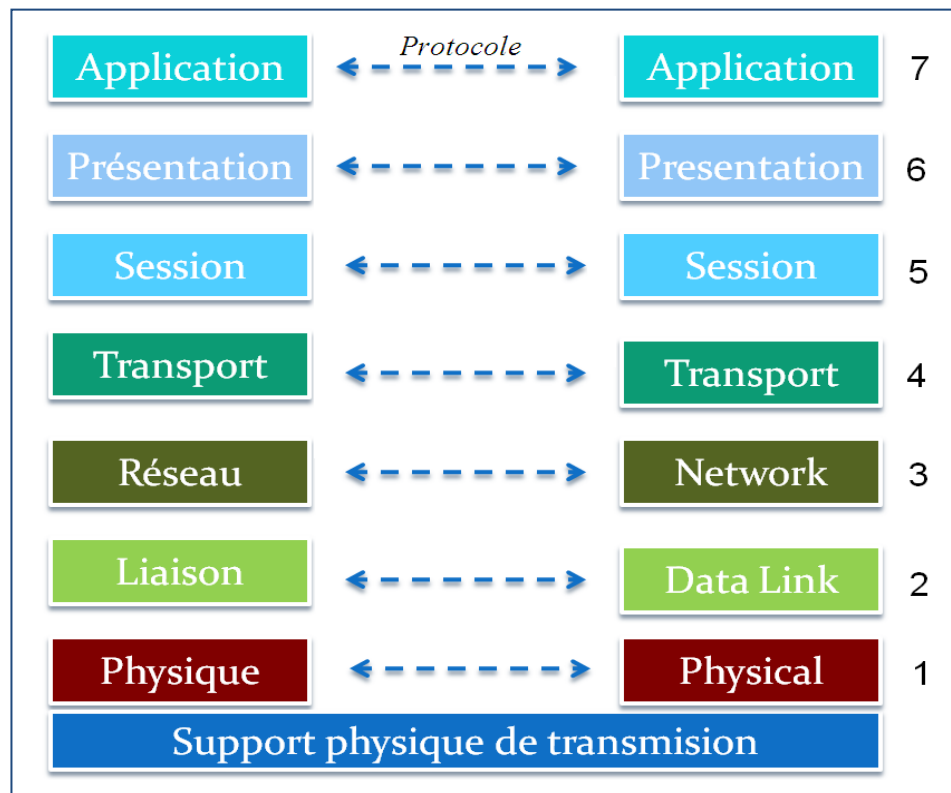 Protocole
Application Application 7
Présentation Presentation 6
Session Session 5
Transport Transport 4
Réseau Network 3
Liaison Data Link 2
Physique Physical 1
Support physique de transmision